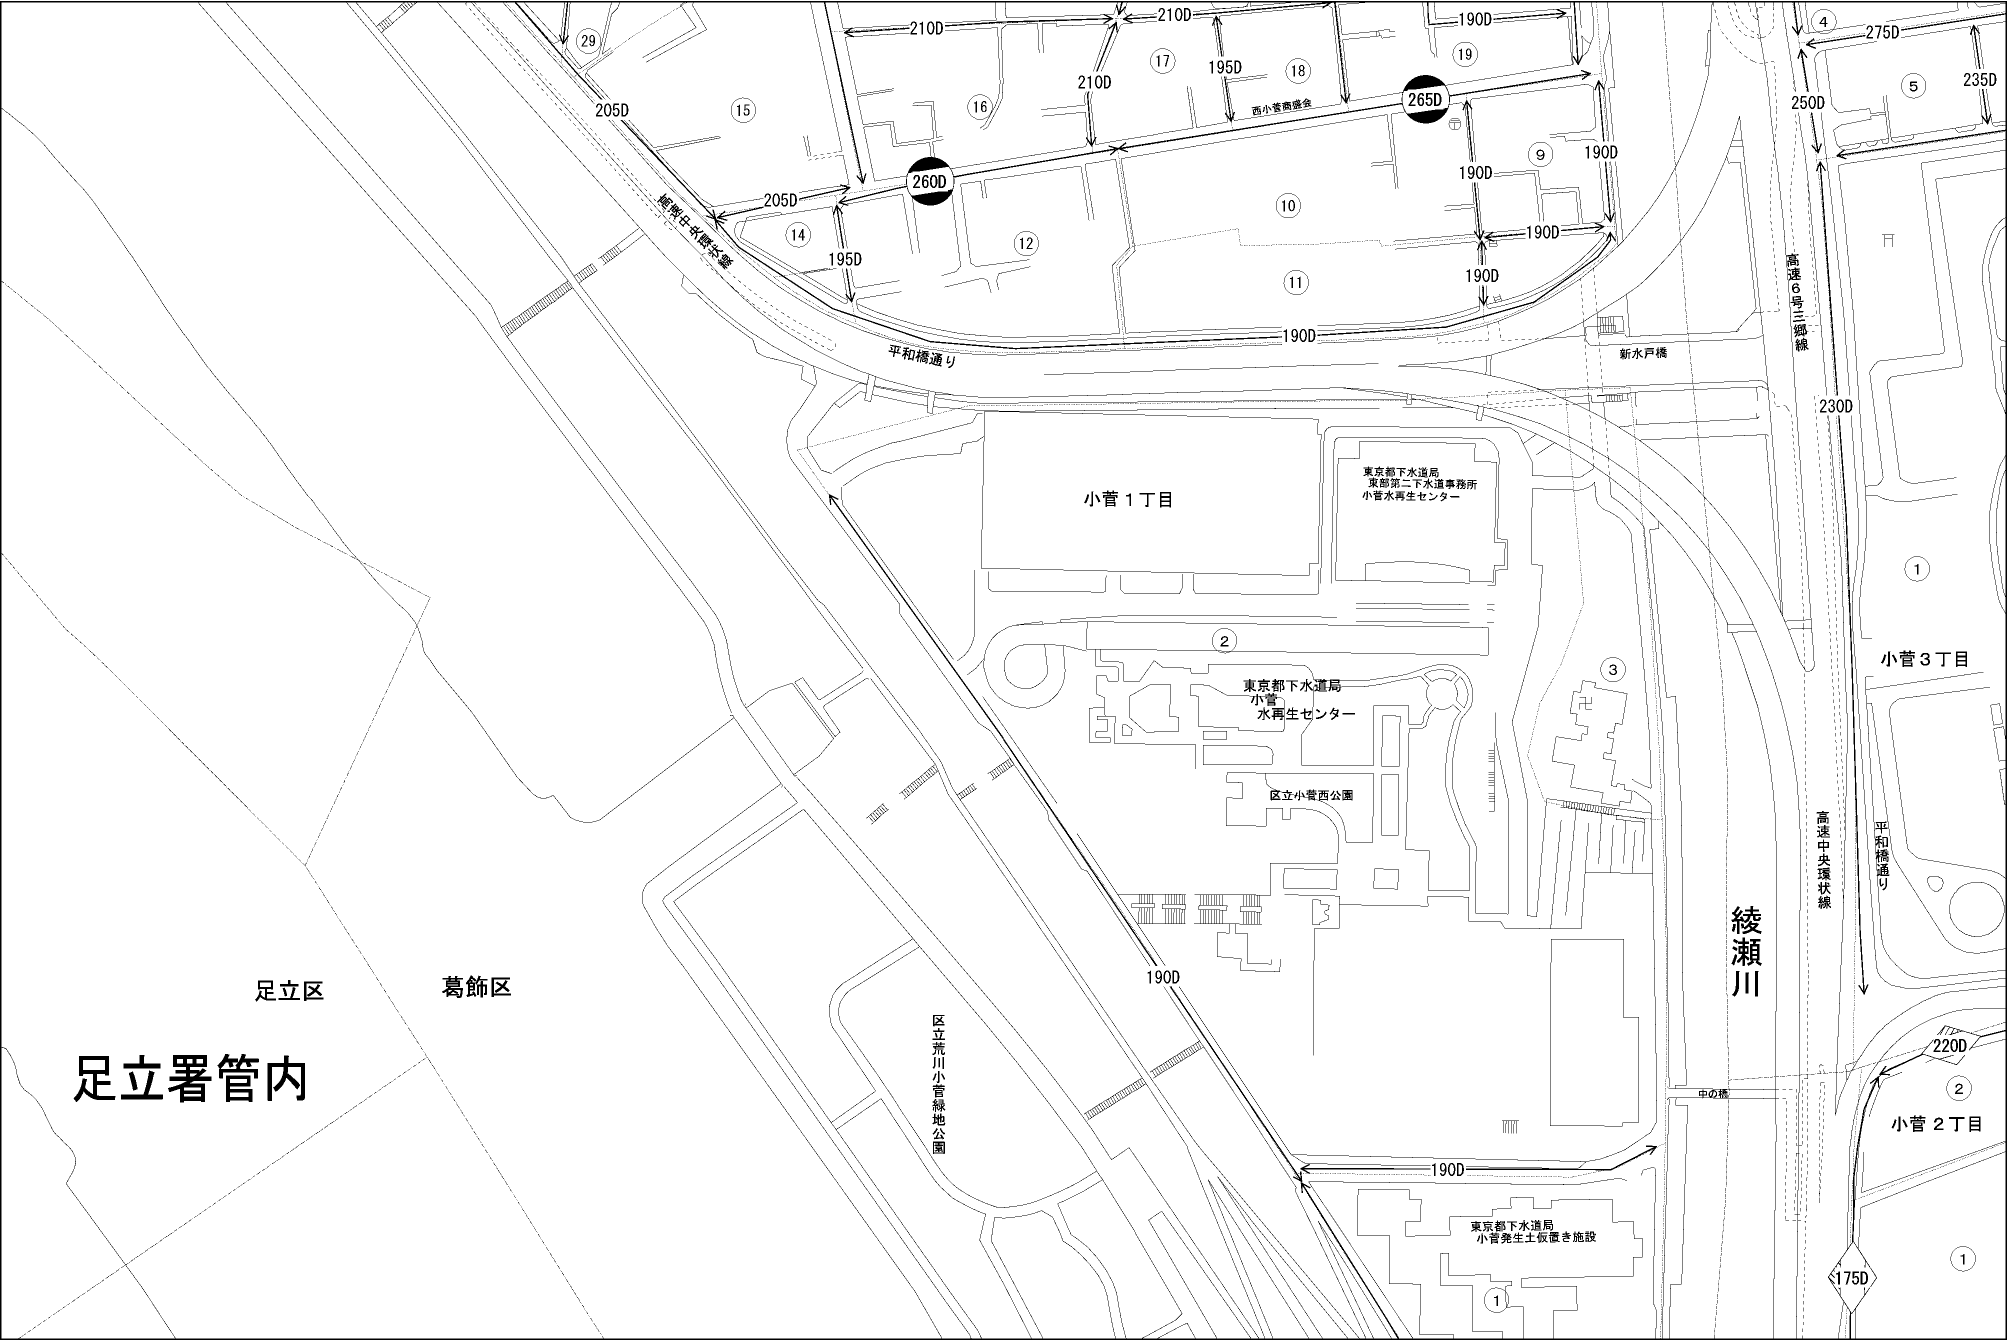 210D
210D
190D
④
275D
㉙
⑰
⑲
210D
195D
⑱
235D
⑤
205D
⑮
⑯
西小菅商盛会
265D
250D
⑨
190D
260D
190D
205D
⑩
高速中央環状線
⑭
⑫
190D
195D
190D
⑪
高速6号三郷線
190D
平和橋通り
新水戸橋
230D
東京都下水道局
東部第二下水道事務所
小菅水再生センター
小菅1丁目
①
②
③
小菅3丁目
東京都下水道局
小菅
水再生センター
区立小菅西公園
高速中央環状線
平和橋通り
綾瀬川
190D
足立区
葛飾区
区立荒川小菅緑地公園
足立署管内
220D
②
中の橋
小菅2丁目
190D
東京都下水道局
小菅発生土仮置き施設
①
175D
①